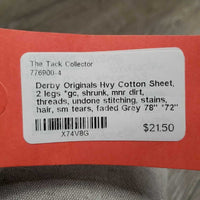 The Tack Collector
776900-4
Derby Originals Hvy Cotton Sheet,
2 legs *gc, shrunk, mnr dirt,
threads, undone stitching, stains,
hair, sm tears, faded Grey 78" *72"
$21.50
X74V8G